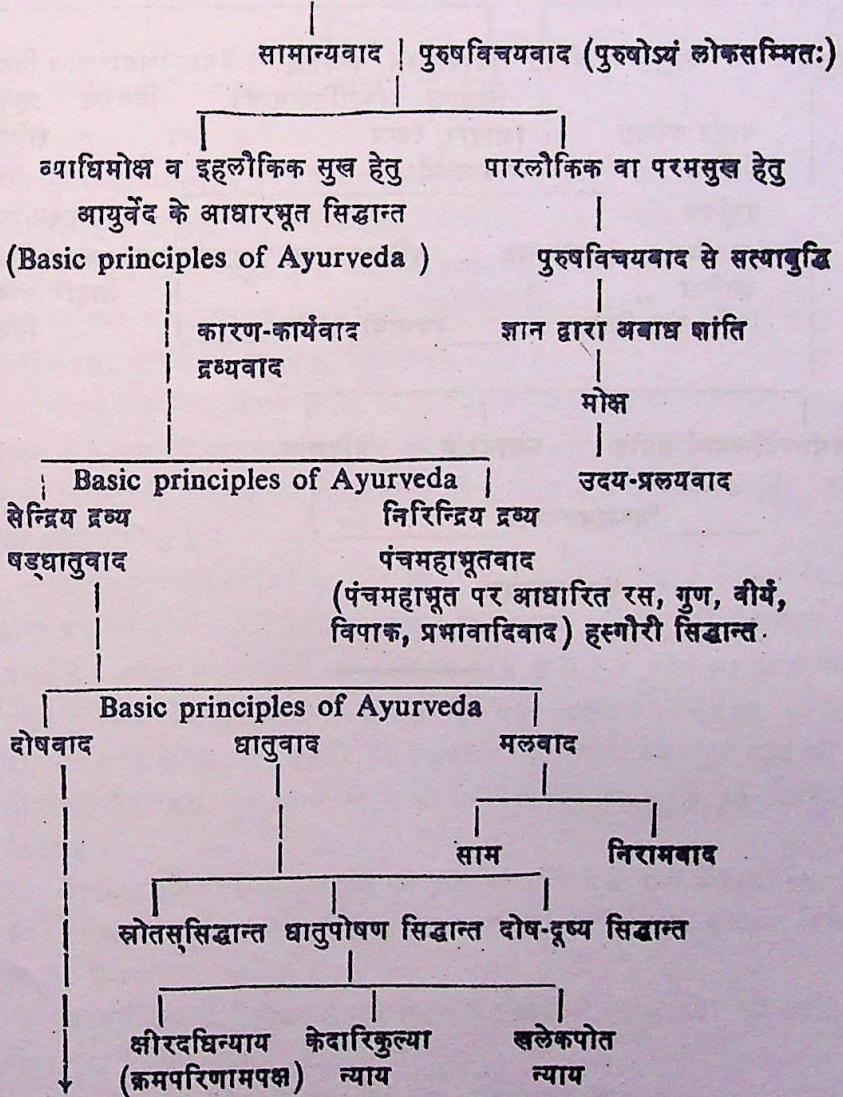 सामान्यवाद | पुरुषविचयवाद (पुरुषोऽयं लोकसम्मितः)
व्याधिमोक्ष व इहलौकिक सुख हेतु पारलौकिक वा परमसुख हेतु
आयुर्वेद के आधारभूत सिद्धान्त
(Basic principles of Ayurveda ) पुरुषविचयवाद से सत्याबुद्धि
कारण-कार्यवाद ज्ञान द्वारा अबाध शांति
द्रव्यवाद
मोक्ष
Basic principles of Ayurveda उदय-प्रलयवाद
सेन्द्रिय द्रव्य निरिन्द्रिय द्रव्य
षड्धातुवाद पंचमहाभूतवाद
(पंचमहाभूत पर आधारित रस, गुण, वीर्य,
विपाक, प्रभावादिवाद) हस्गौरी सिद्धान्त.
Basic principles of Ayurveda
दोषवाद धातुवाद मलवाद
साम निरामवाद
स्रोतस्सिद्धान्त धातुपोषण सिद्धान्त दोष-दूष्य सिद्धान्त
क्षीरदधिन्याय केदारिकुल्या खलेकपोत
(क्रमपरिणामपक्ष) न्याय न्याय